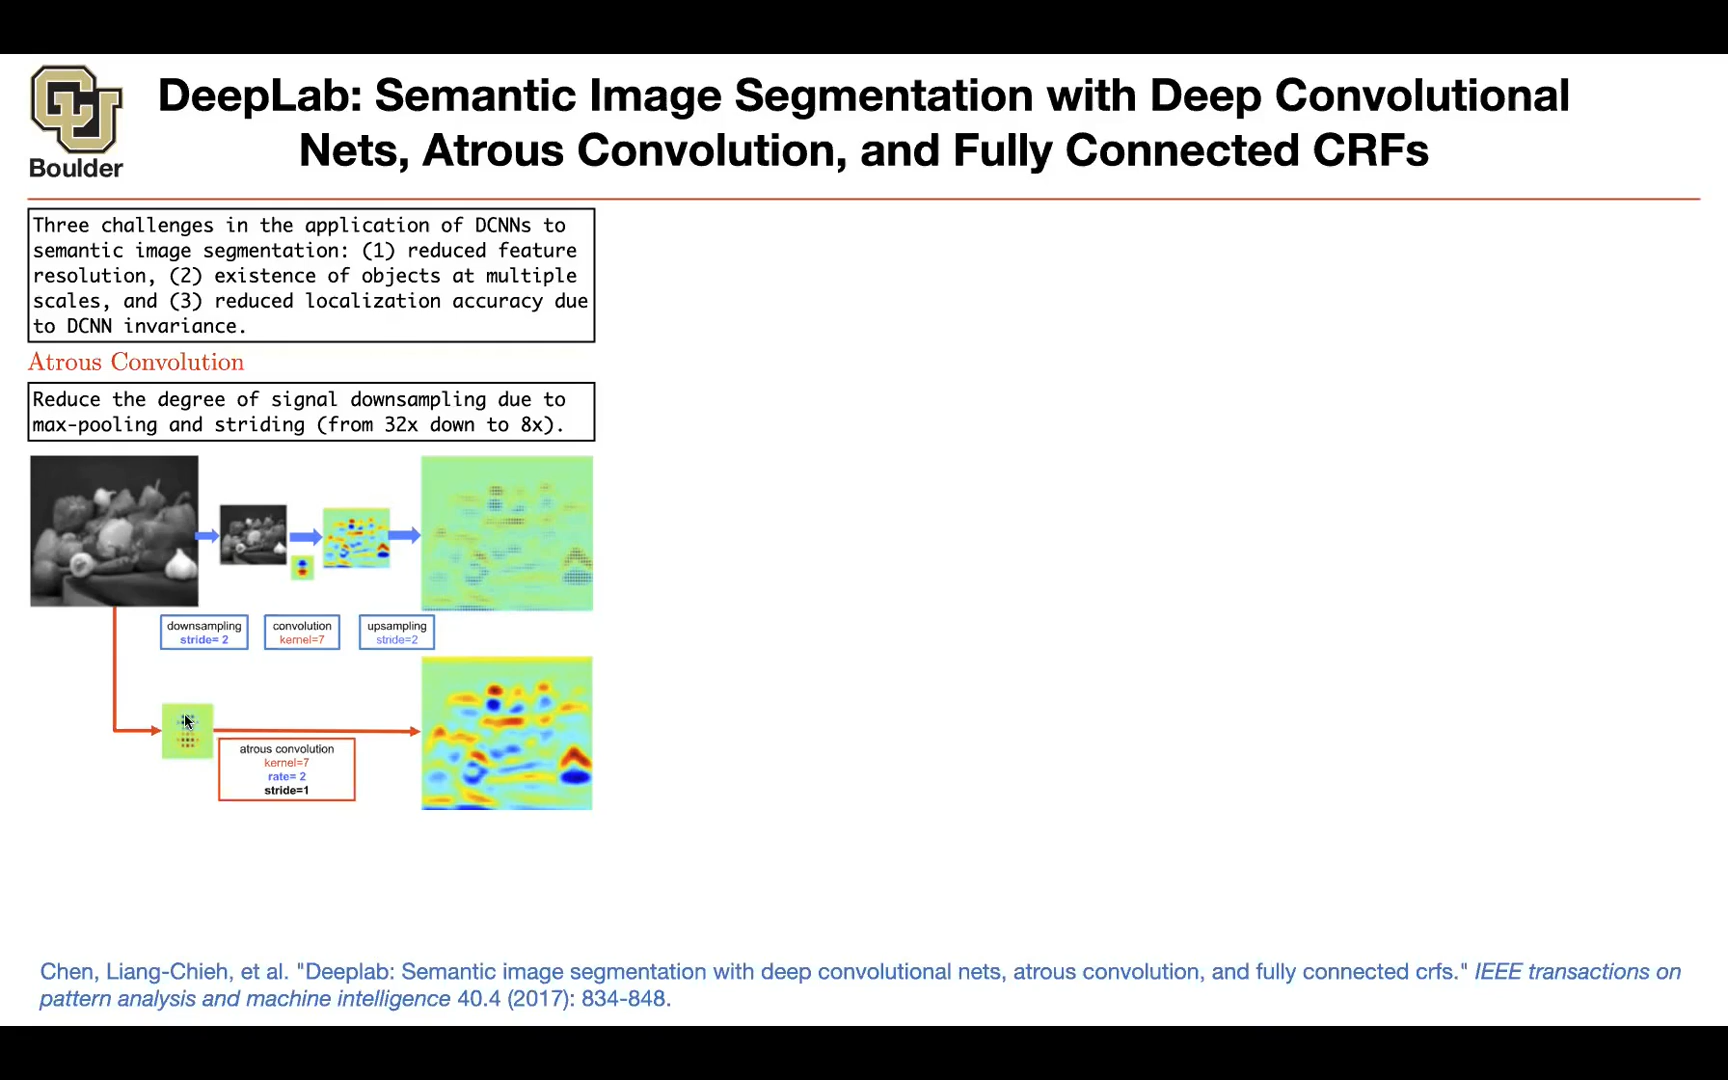 DeepLab: Semantic Image Segmentation with Deep Convolutional
Nets, Atrous Convolution, and Fully Connected CRFs
CU
Boulder
Three challenges in the application of DCNNs to
semantic image segmentation: (1) reduced feature
resolution, (2) existence of objects at multiple
scales, and (3) reduced localization accuracy due
to DCNN invariance.
Atrous Convolution
Reduce the degree of signal downsampling due to
max-pooling and striding (from 32x down to 8x).
downsampling
stride= 2
convolution
kernel=7
upsampling
stride=2
atrous convolution
kernel=7
rate= 2
stride=1
Chen, Liang-Chieh, et al. "Deeplab: Semantic image segmentation with deep convolutional nets, atrous convolution, and fully connected crfs." IEEE transactions on
pattern analysis and machine intelligence 40.4 (2017): 834-848.